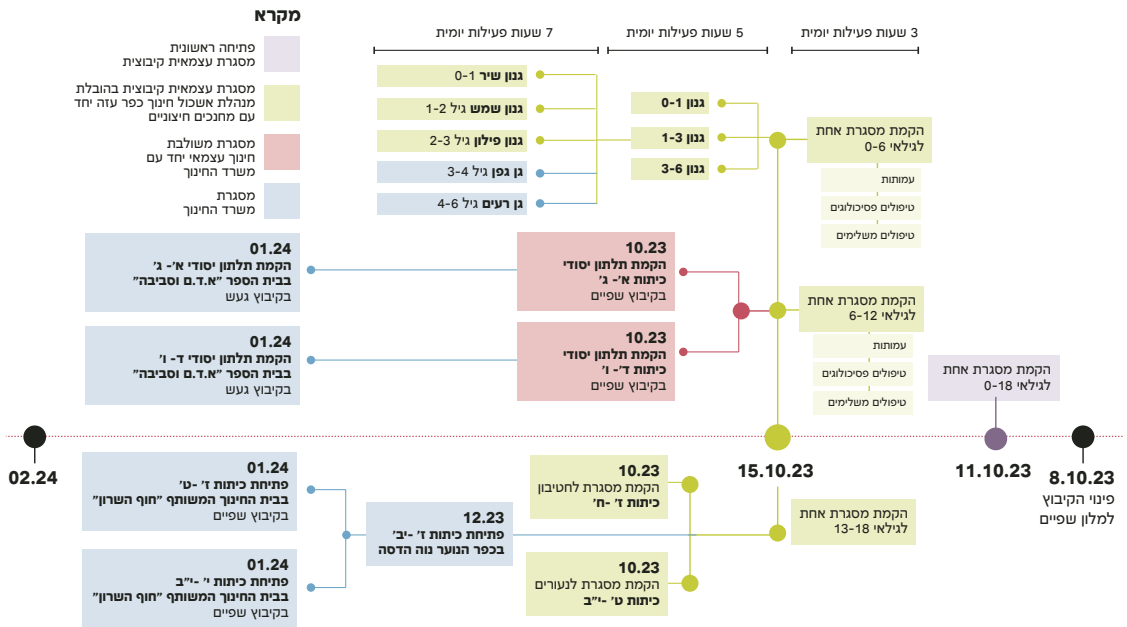 מקרא
פתיחה ראשונית
מסגרת עצמאית קיבוצית
מסגרת עצמאית קיבוצית בהובלת
מנהלת אשכול חינוך כפר עזה יחד
עם מחנכים חיצוניים
מסגרת משולבת
חינוך עצמאי יחד עם
משרד החינוך
מסגרת
משרד החינוך
3 שעות פעילות יומית
5 שעות פעילות יומית
7 שעות פעילות יומית
הקמת מסגרת אחת
לגילאי 0-6
עמותות
טיפולים פסיכולוגים
טיפולים משלימים
גנון 0-1
גנון 1-3
גנון 3-6
גנון שיר 0-1
גנון שמש גיל 1-2
גנון פילון גיל 2-3
גן גפן גיל 3-4
גן רעים גיל 4-6
הקמת מסגרת אחת
לגילאי 6-12
עמותות
טיפולים פסיכולוגים
טיפולים משלימים
10.23
הקמת תלתון יסודי
כיתות א'- ג'
בקיבוץ שפיים
01.24
הקמת תלתון יסודי א'- ג'
בבית הספר "א.ד.ם וסביבה"
בקיבוץ געש
10.23
הקמת תלתון יסודי
כיתות ד'- ו'
בקיבוץ שפיים
01.24
הקמת תלתון יסודי ד- ו'
בבית הספר "א.ד.ם וסביבה"
בקיבוץ געש
הקמת מסגרת אחת
לגילאי 0-18
8.10.23
פינוי הקיבוץ
למלון שפיים
11.10.23
15.10.23
02.24
הקמת מסגרת אחת
לגילאי 13-18
10.23
הקמת מסגרת לחטיבון
כיתות ז' -ח'
10.23
הקמת מסגרת לנעורים
כיתות ט' -י"ב
12.23
פתיחת כיתות ז' -יב'
בכפר הנוער נוה הדסה
01.24
פתיחת כיתות ז' -ט'
בבית החינוך המשותף "חוף השרון"
בקיבוץ שפיים
01.24
פתיחת כיתות י' -י"ב
בבית החינוך המשותף "חוף השרון"
בקיבוץ שפיים